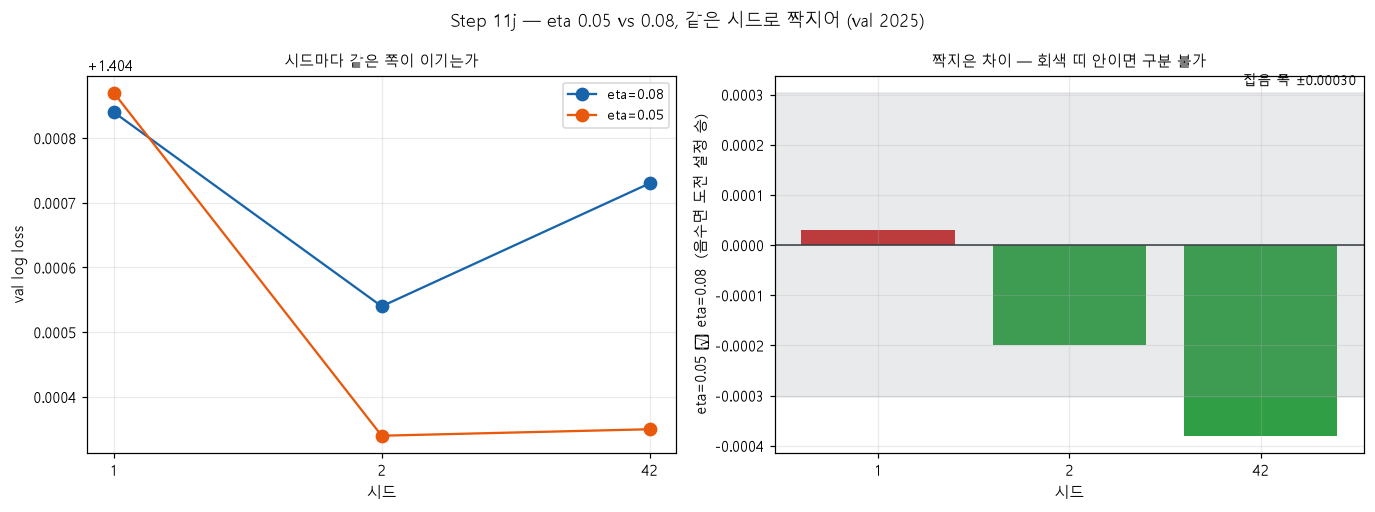 Step 11j — eta 0.05 vs 0.08, 같은 시드로 짝지어 (val 2025)
시드마다 같은 쪽이 이기는가
+1.404
eta=0.08
eta=0.05
0.0008
0.0007
0.0006
0.0005
0.0004
val log loss
1
2
42
시드
짝지은 차이 — 회색 띠 안이면 구분 불가
잡음 폭 ±0.00030
0.0003
0.0002
0.0001
0.0000
-0.0001
-0.0002
-0.0003
-0.0004
eta=0.05 eta=0.08 (음수면 도전 설정 승)
1
2
42
시드